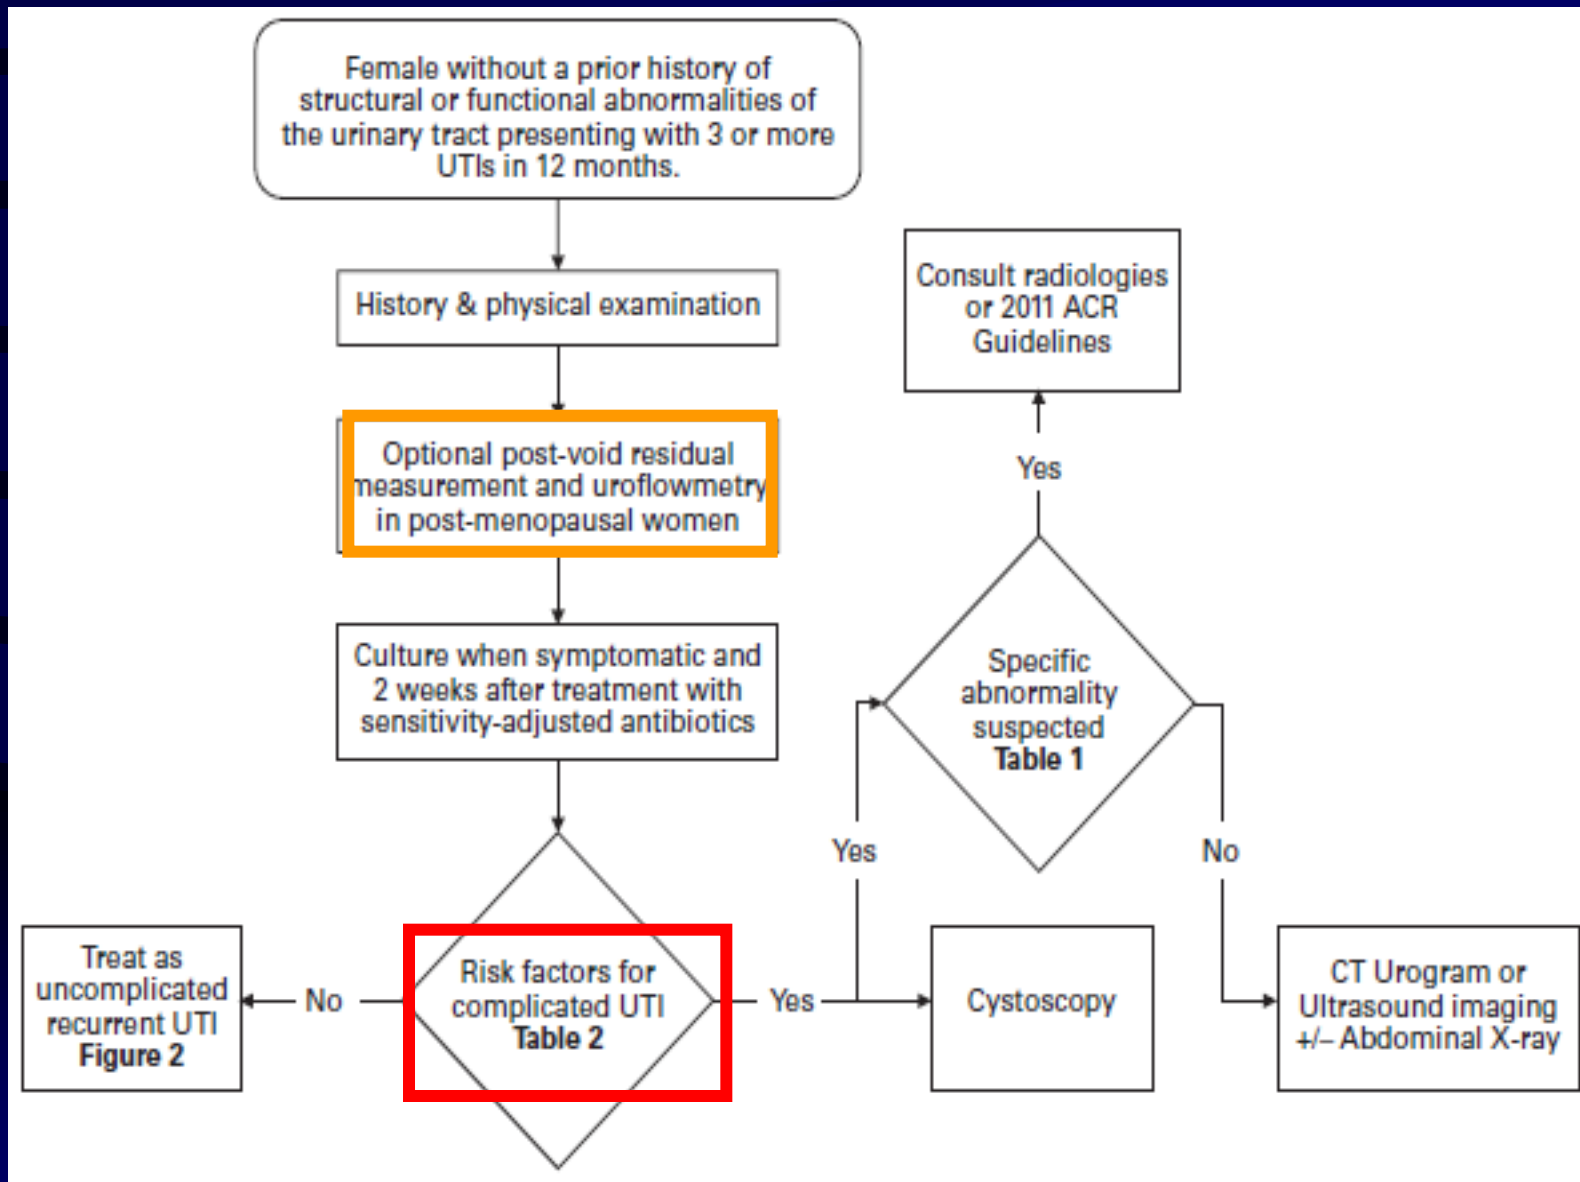 Female without a prior history of
structural or functional abnormalities of
the urinary tract presenting with 3 or more
UTIs in 12 months.
History & physical examination
Optional post-void residual
measurement and uroflowmetry
in post-menopausal women
Culture when symptomatic and
2 weeks after treatment with
sensitivity-adjusted antibiotics
Risk factors for
complicated UTI
Table 2
No
Treat as
uncomplicated
recurrent UTI
Figure 2
Yes
Cystoscopy
Yes
Specific
abnormality
suspected
Table 1
Yes
Consult radiologies
or 2011 ACR
Guidelines
No
CT Urogram or
Ultrasound imaging
+/– Abdominal X-ray